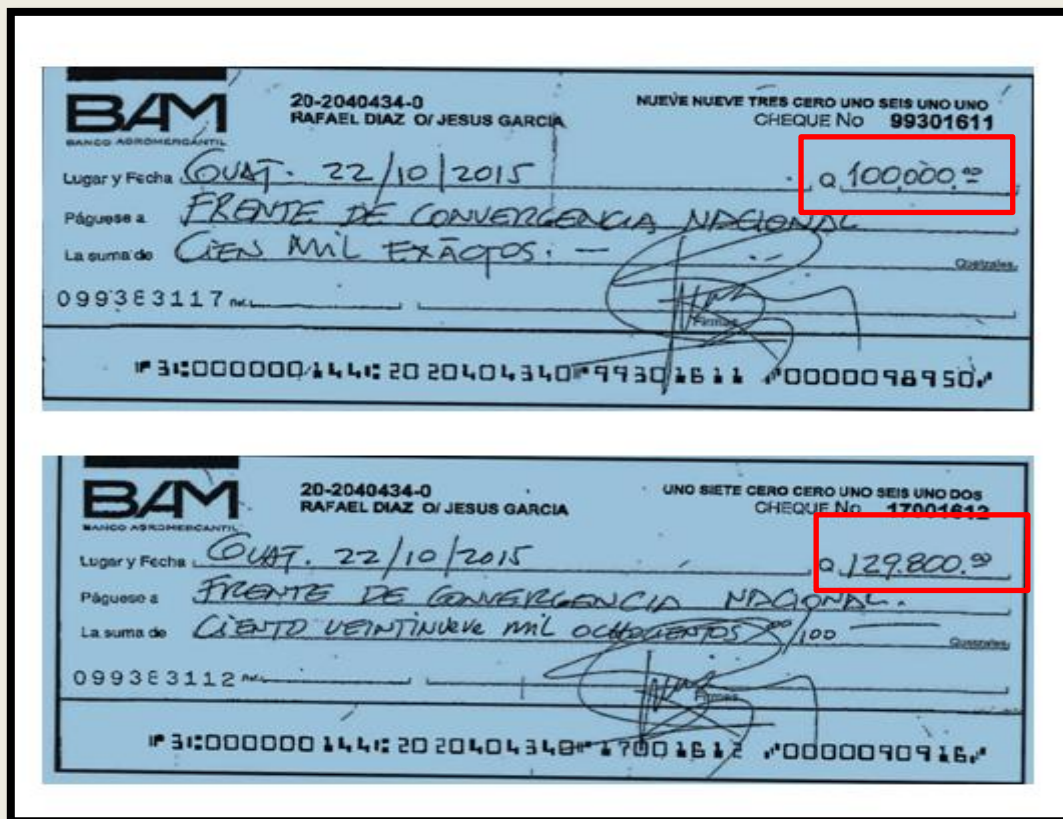 BAM
BANCO AGROMERCANTIL
20-2040434-0
RAFAEL DIAZ O/ JESUS GARCIA
NUEVE NUEVE TRES CERO UNO SEIS UNO UNO
CHEQUE No 99301611
Lugar y Fecha GUAT. 22/10/2015 Q 100,000.00
Páguese a FRENTE DE CONVERGENCIA NACIONAL
La suma de CIEN MIL EXACTOS. — Quetzales
099383117 Ref.
Firmas
⑈31⑆000000144⑆20 20404340⑈99301611 ⑈0000098950⑈
BAM
BANCO AGROMERCANTIL
20-2040434-0
RAFAEL DIAZ O/ JESUS GARCIA
UNO SIETE CERO CERO UNO SEIS UNO DOS
CHEQUE No 17001612
Lugar y Fecha GUAT. 22/10/2015 Q 129.800.00
Páguese a FRENTE DE CONVERGENCIA NACIONAL.
La suma de CIENTO VEINTINUEVE MIL OCHOCIENTOS 00/100 Quetzales
099383112 Ref.
Firmas
⑈31⑆000000144⑆20 20404340⑈17001612 ⑈0000090916⑈